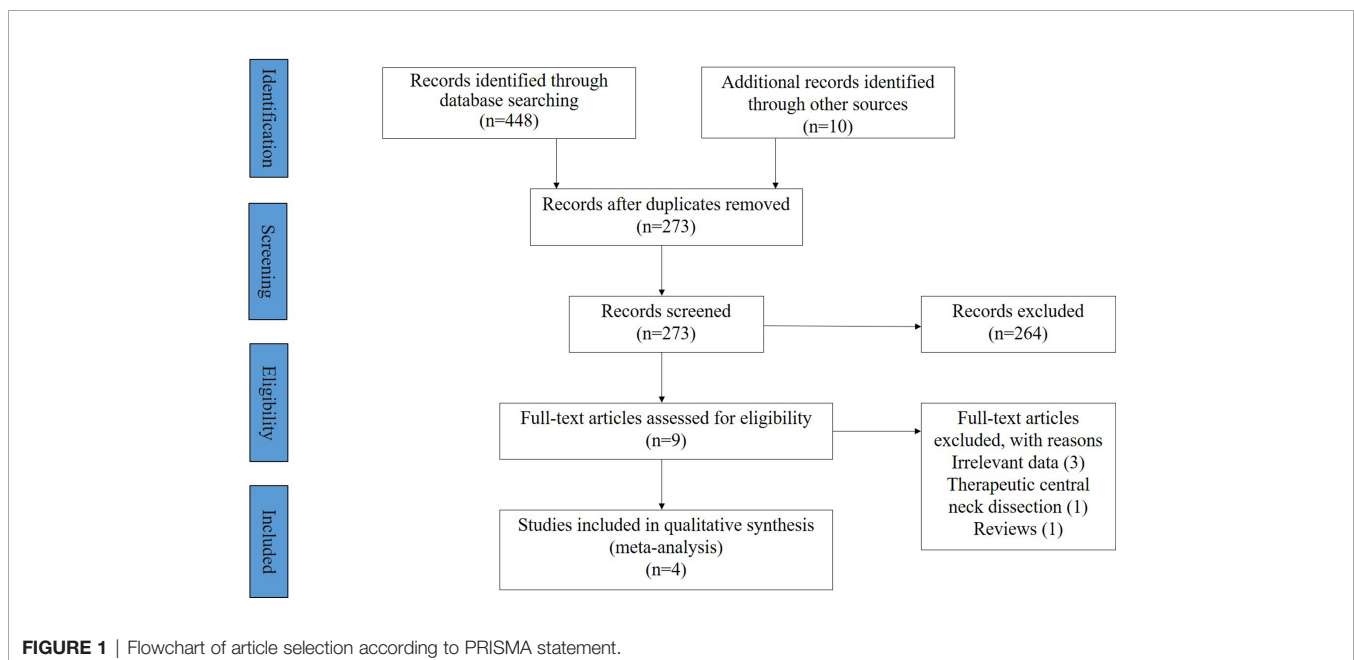 Identification
Records identified through
database searching
(n=448)
Additional records identified
through other sources
(n=10)
Records after duplicates removed
(n=273)
Screening
Records screened
(n=273)
Records excluded
(n=264)
Eligibility
Full-text articles assessed for eligibility
(n=9)
Full-text articles
excluded, with reasons
Irrelevant data (3)
Therapeutic central
neck dissection (1)
Reviews (1)
Included
Studies included in qualitative synthesis
(meta-analysis)
(n=4)
FIGURE 1 | Flowchart of article selection according to PRISMA statement.